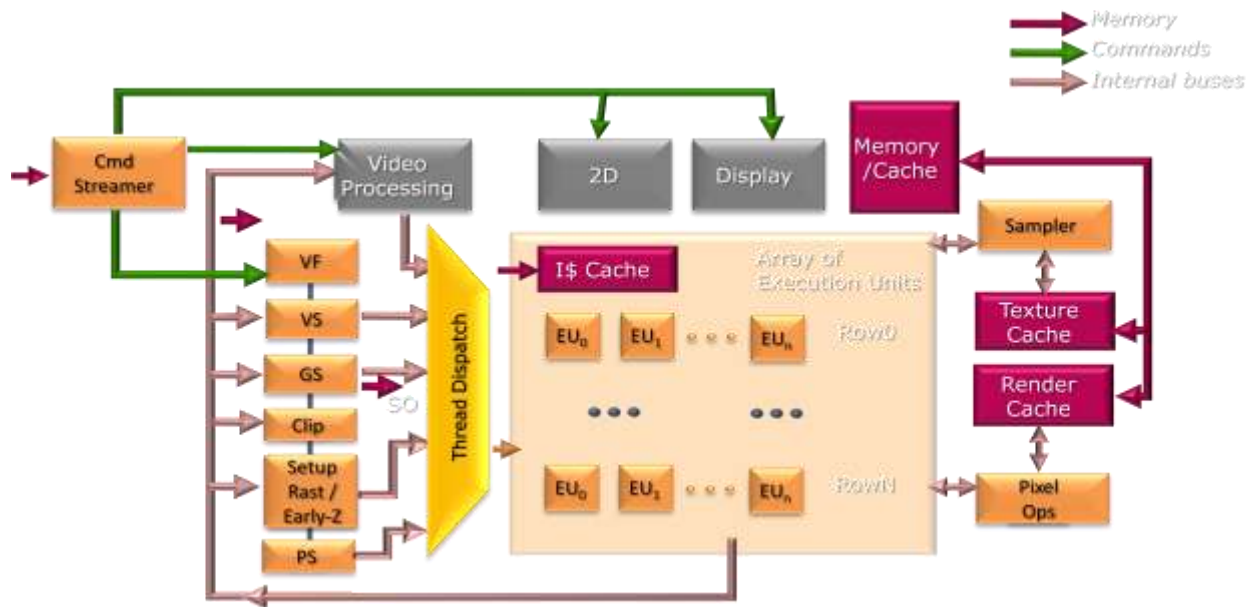 Memory
Commands
Internal buses
Cmd
Streamer
Video
Processing
2D
Display
Memory
/Cache
Sampler
VF
I$ Cache
Array of
Execution Units
VS
EU0 EU1 EUn Row0
Texture
Cache
GS
SO
Render
Cache
Clip
Thread Dispatch
Setup
Rast /
Early-Z
EU0 EU1 EUn RowN
Pixel
Ops
PS